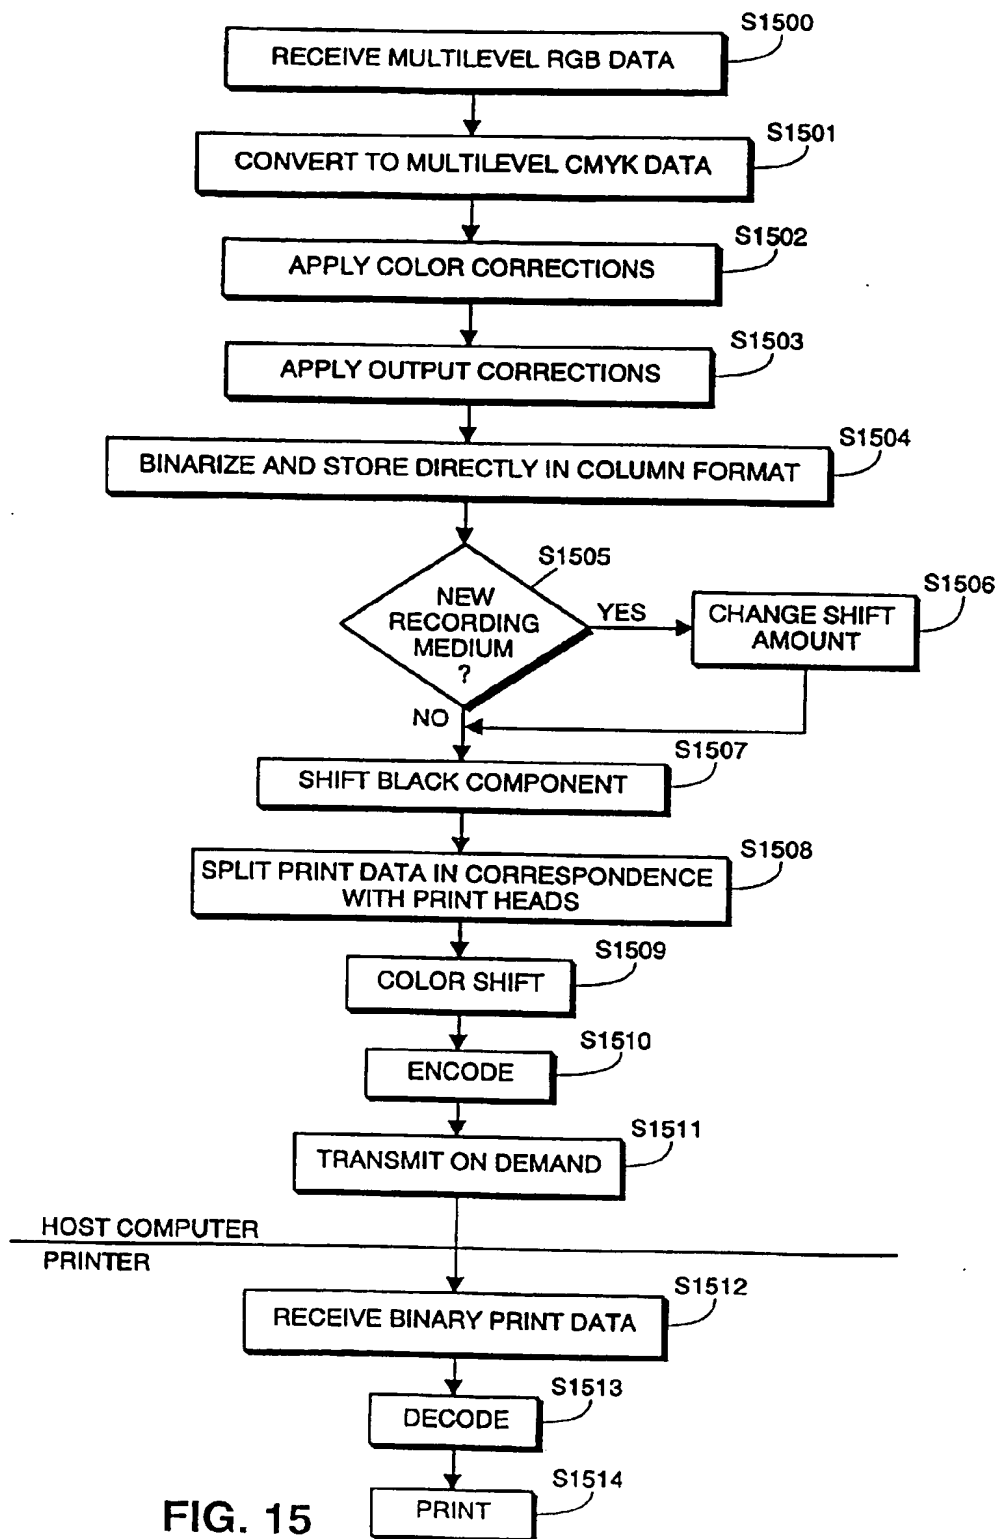 S1500
RECEIVE MULTILEVEL RGB DATA
S1501
CONVERT TO MULTILEVEL CMYK DATA
S1502
APPLY COLOR CORRECTIONS
S1503
APPLY OUTPUT CORRECTIONS
S1504
BINARIZE AND STORE DIRECTLY IN COLUMN FORMAT
S1505
NEW
RECORDING
MEDIUM
?
YES
S1506
CHANGE SHIFT
AMOUNT
NO
S1507
SHIFT BLACK COMPONENT
S1508
SPLIT PRINT DATA IN CORRESPONDENCE
WITH PRINT HEADS
S1509
COLOR SHIFT
S1510
ENCODE
S1511
TRANSMIT ON DEMAND
HOST COMPUTER
PRINTER
S1512
RECEIVE BINARY PRINT DATA
S1513
DECODE
S1514
PRINT
FIG. 15